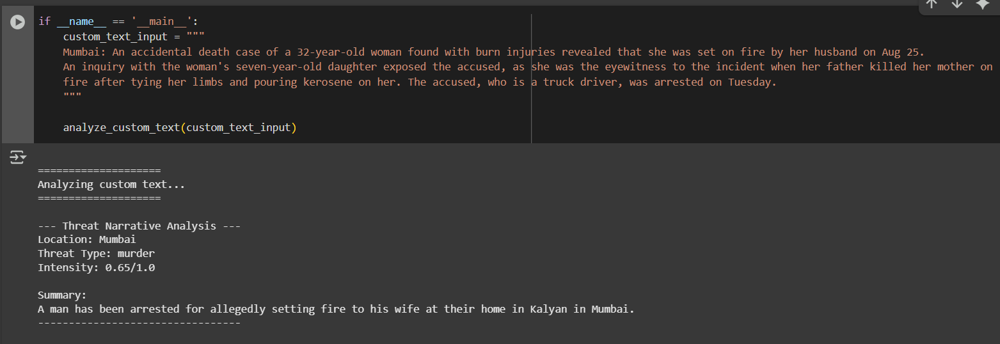 if __name__ == '__main__':
    custom_text_input = """
    Mumbai: An accidental death case of a 32-year-old woman found with burn injuries revealed that she was set on fire by her husband on Aug 25.
    An inquiry with the woman's seven-year-old daughter exposed the accused, as she was the eyewitness to the incident when her father killed her mother on
    fire after tying her limbs and pouring kerosene on her. The accused, who is a truck driver, was arrested on Tuesday.
    """
    analyze_custom_text(custom_text_input)
====================
Analyzing custom text...
====================
--- Threat Narrative Analysis ---
Location: Mumbai
Threat Type: murder
Intensity: 0.65/1.0
Summary:
A man has been arrested for allegedly setting fire to his wife at their home in Kalyan in Mumbai.
---------------------------------